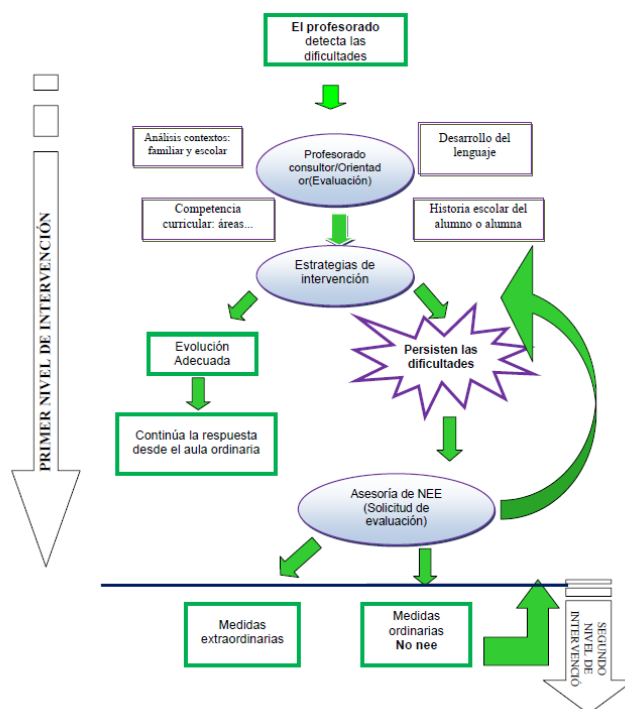 El profesorado
detecta las
dificultades
Análisis contextos:
familiar y escolar
Profesorado
consultor/Orientad
or(Evaluación)
Desarrollo del
lenguaje
Competencia
curricular: áreas...
Historia escolar del
alumno o alumna
Estrategias de
intervención
PRIMER NIVEL DE INTERVENCIÓN
Evolución
Adecuada
Persisten las
dificultades
Continúa la respuesta
desde el aula ordinaria
Asesoría de NEE
(Solicitud de
evaluación)
Medidas
extraordinarias
Medidas
ordinarias
No nee
SEGUNDO
NIVEL DE
INTERVENCIÓ